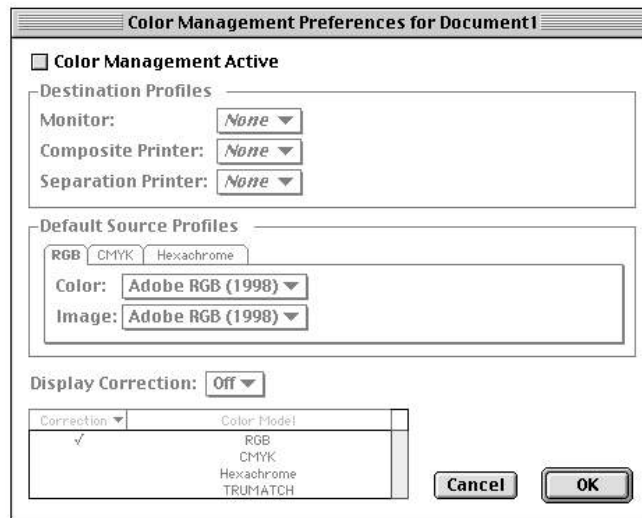 Color Management Preferences for Document1
Color Management Active
Destination Profiles
Monitor: None
Composite Printer: None
Separation Printer: None
Default Source Profiles
RGB CMYK Hexachrome
Color: Adobe RGB (1998)
Image: Adobe RGB (1998)
Display Correction: Off
Correction Color Model
√ RGB
CMYK
Hexachrome
TRUMATCH
Cancel OK